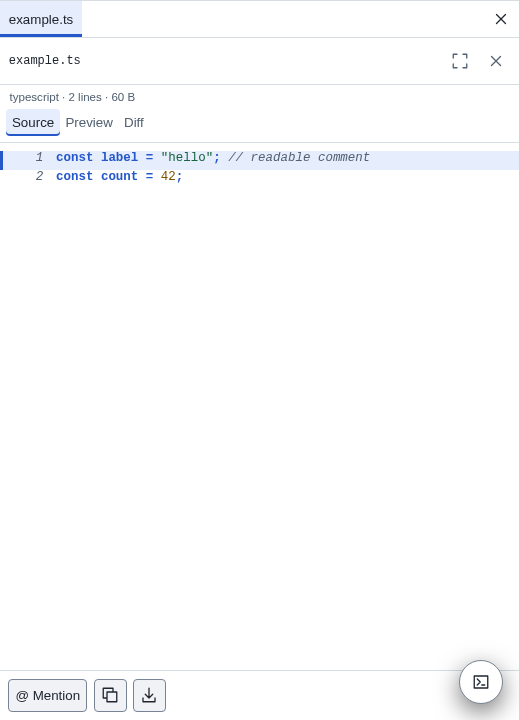 example.ts
example.ts
typescript · 2 lines · 60 B
Source Preview Diff
1 const label = "hello"; // readable comment
2 const count = 42;
@ Mention